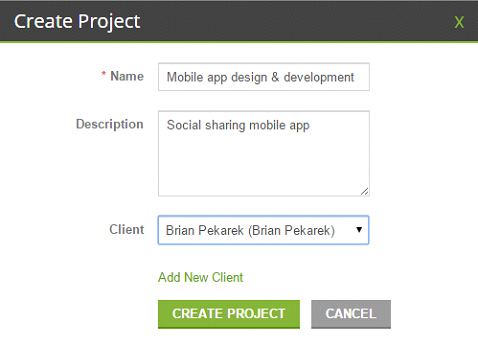 Create Project X
* Name Mobile app design & development
Description Social sharing mobile app
Client Brian Pekarek (Brian Pekarek)
Add New Client
CREATE PROJECT CANCEL